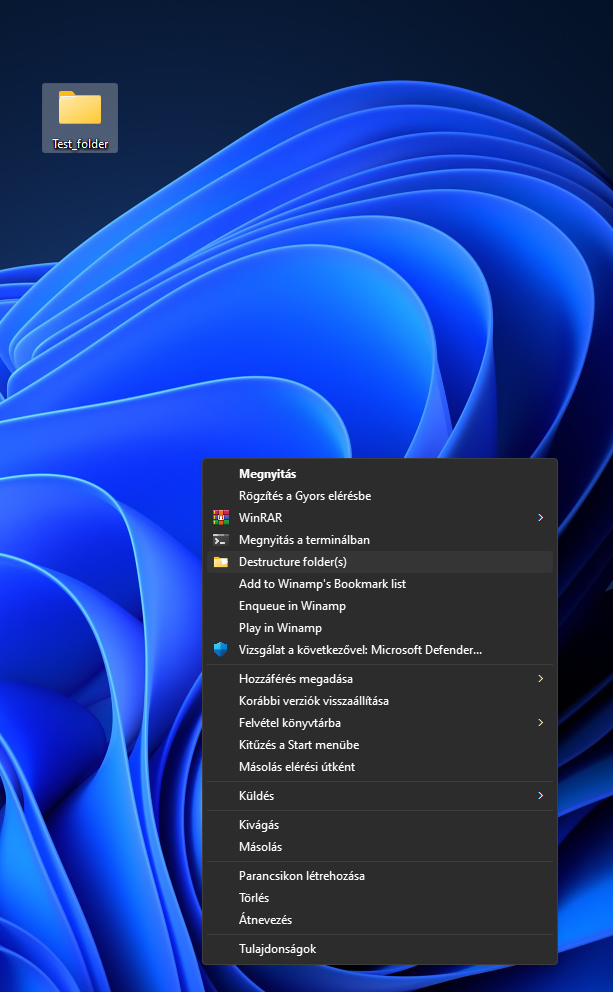 Test_folder
Megnyitás
Rögzítés a Gyors elérésbe
WinRAR
Megnyitás a terminálban
Destructure folder(s)
Add to Winamp's Bookmark list
Enqueue in Winamp
Play in Winamp
Vizsgálat a következővel: Microsoft Defender...
Hozzáférés megadása
Korábbi verziók visszaállítása
Felvétel könyvtárba
Kitűzés a Start menübe
Másolás elérési útként
Küldés
Kivágás
Másolás
Parancsikon létrehozása
Törlés
Átnevezés
Tulajdonságok